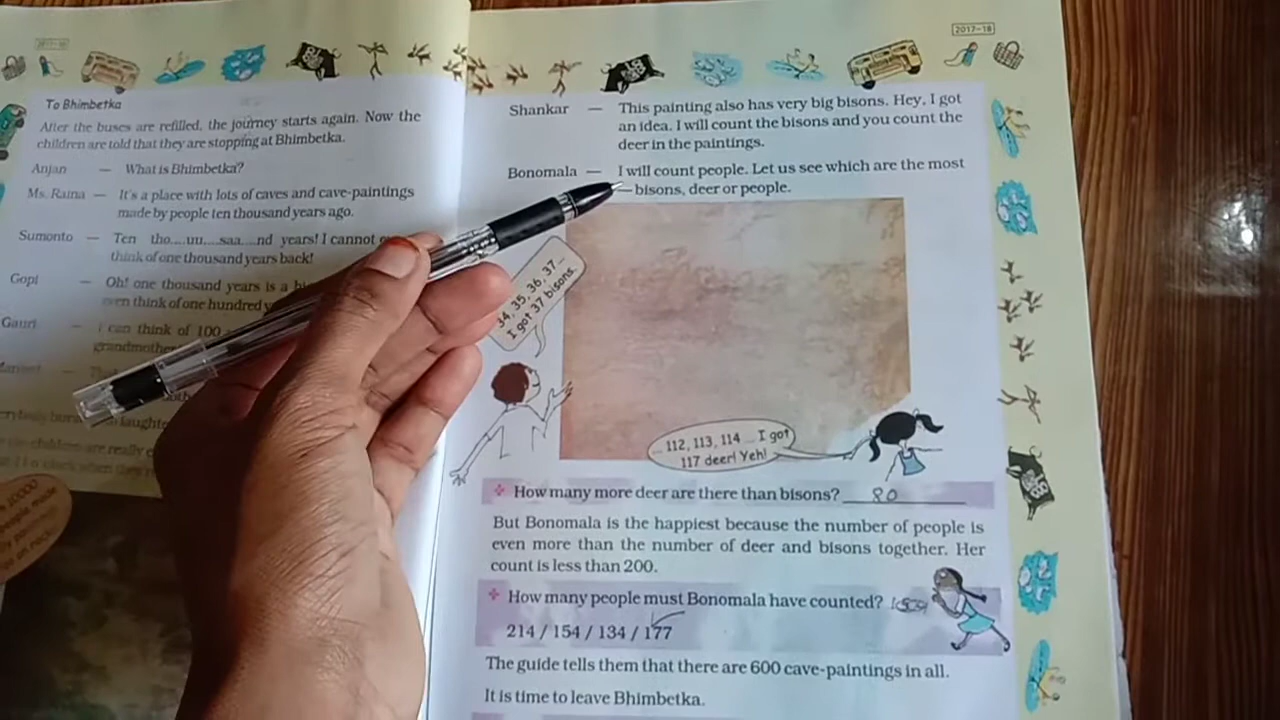 2017-18
To Bhimbetka
After the buses are refilled, the journey starts again. Now the
children are told that they are stopping at Bhimbetka.
Anjan — What is Bhimbetka?
Ms. Raina — It's a place with lots of caves and cave-paintings
made by people ten thousand years ago.
Sumonto — Ten tho....uu....saa....nd years! I cannot
think of one thousand years back!
Gopi — Oh! one thousand years is a
even think of one hundred
Gauri — I can think of 100
grandmother
2017-18
Shankar — This painting also has very big bisons. Hey, I got
an idea. I will count the bisons and you count the
deer in the paintings.
Bonomala — I will count people. Let us see which are the most
— bisons, deer or people.
34, 35, 36, 37...
I got 37 bisons.
... 112, 113, 114 ... I got
117 deer! Yeh!
How many more deer are there than bisons? 80
But Bonomala is the happiest because the number of people is
even more than the number of deer and bisons together. Her
count is less than 200.
How many people must Bonomala have counted?
214 / 154 / 134 / 177
The guide tells them that there are 600 cave-paintings in all.
It is time to leave Bhimbetka.